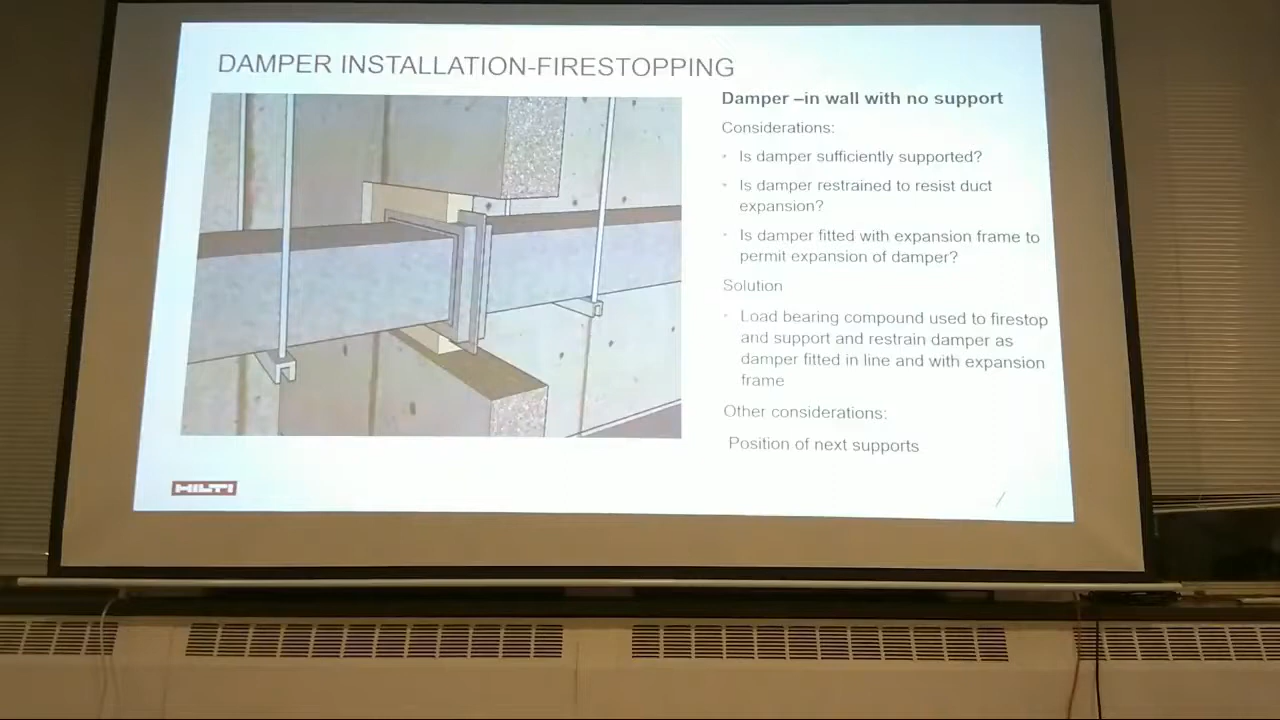 DAMPER INSTALLATION-FIRESTOPPING
Damper –in wall with no support
Considerations:
• Is damper sufficiently supported?
• Is damper restrained to resist duct
expansion?
• Is damper fitted with expansion frame to
permit expansion of damper?
Solution
• Load bearing compound used to firestop
and support and restrain damper as
damper fitted in line and with expansion
frame
Other considerations:
Position of next supports
HILTI
/